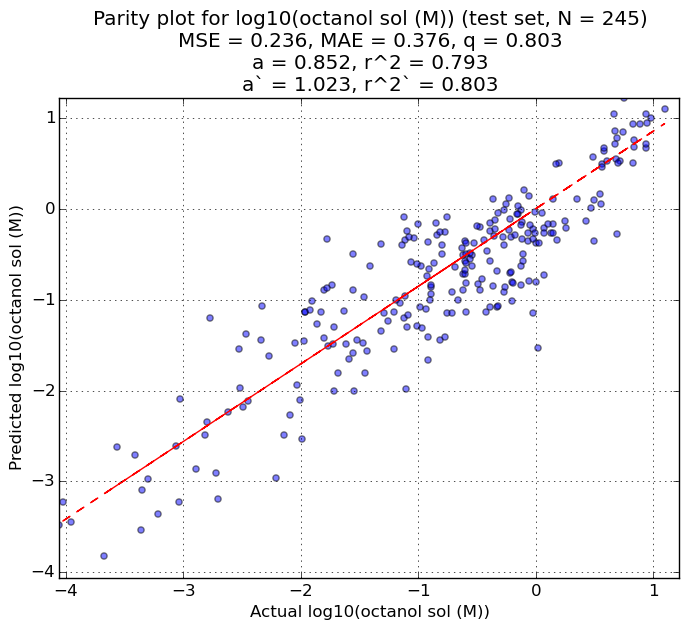 Parity plot for log10(octanol sol (M)) (test set, N = 245)
MSE = 0.236, MAE = 0.376, q = 0.803
a = 0.852, r^2 = 0.793
a` = 1.023, r^2` = 0.803
1
0
−1
−2
−3
−4
Predicted log10(octanol sol (M))
−4 −3 −2 −1 0 1
Actual log10(octanol sol (M))